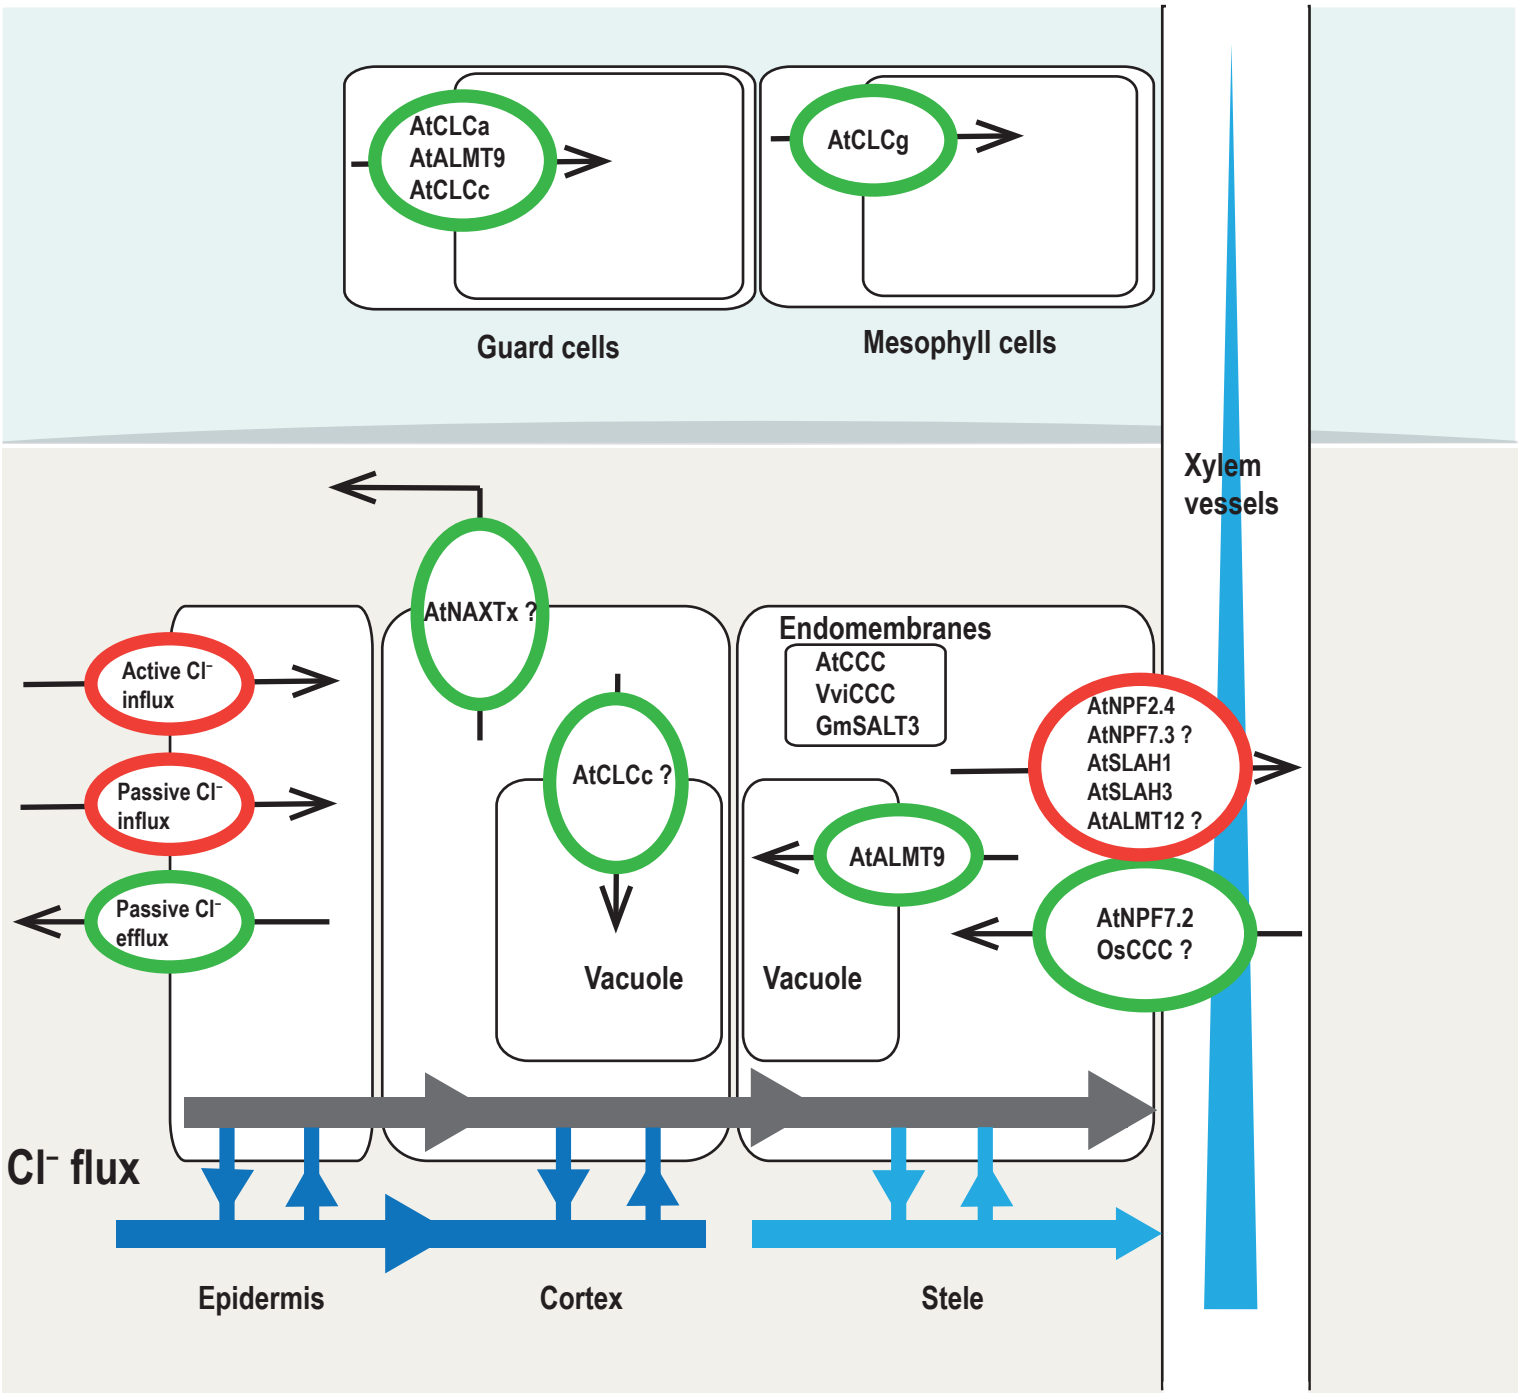 AtCLCa
AtALMT9
AtCLCc
AtCLCg
Guard cells
Mesophyll cells
Xylem
vessels
AtNAXTx ?
Endomembranes
AtCCC
VviCCC
GmSALT3
Active Cl⁻
influx
Passive Cl⁻
influx
Passive Cl⁻
efflux
AtCLCc ?
Vacuole
AtALMT9
Vacuole
AtNPF2.4
AtNPF7.3 ?
AtSLAH1
AtSLAH3
AtALMT12 ?
AtNPF7.2
OsCCC ?
Cl⁻ flux
Epidermis
Cortex
Stele